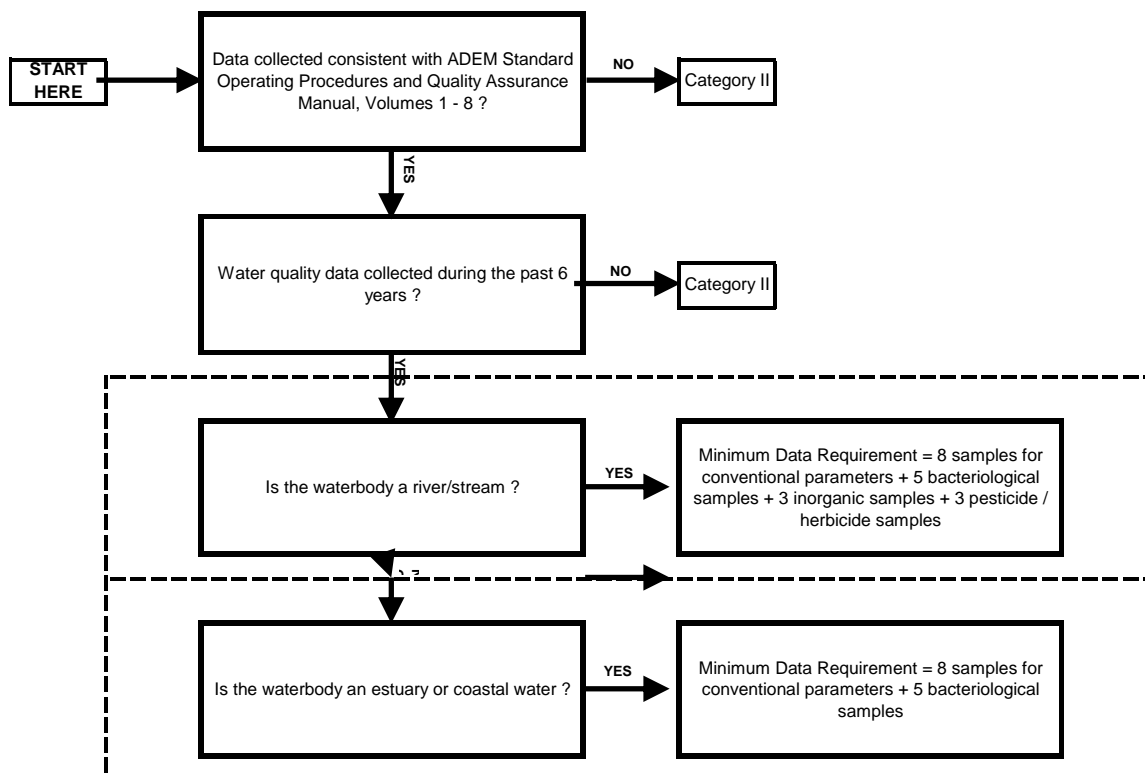 START
HERE
Data collected consistent with ADEM Standard
Operating Procedures and Quality Assurance
Manual, Volumes 1 - 8 ?
NO
Category II
YES
Water quality data collected during the past 6
years ?
NO
Category II
YES
Is the waterbody a river/stream ?
YES
Minimum Data Requirement = 8 samples for
conventional parameters + 5 bacteriological
samples + 3 inorganic samples + 3 pesticide /
herbicide samples
Is the waterbody an estuary or coastal water ?
YES
Minimum Data Requirement = 8 samples for
conventional parameters + 5 bacteriological
samples